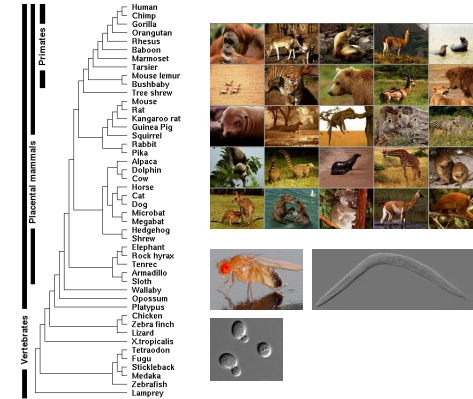 Human
Chimp
Gorilla
Orangutan
Rhesus
Baboon
Marmoset
Tarsier
Mouse lemur
Bushbaby
Tree shrew
Mouse
Rat
Kangaroo rat
Guinea Pig
Squirrel
Rabbit
Pika
Alpaca
Dolphin
Cow
Horse
Cat
Dog
Microbat
Megabat
Hedgehog
Shrew
Elephant
Rock hyrax
Tenrec
Armadillo
Sloth
Wallaby
Opossum
Platypus
Chicken
Zebra finch
Lizard
X.tropicalis
Tetraodon
Fugu
Stickleback
Medaka
Zebrafish
Lamprey
Primates
Placental mammals
Vertebrates